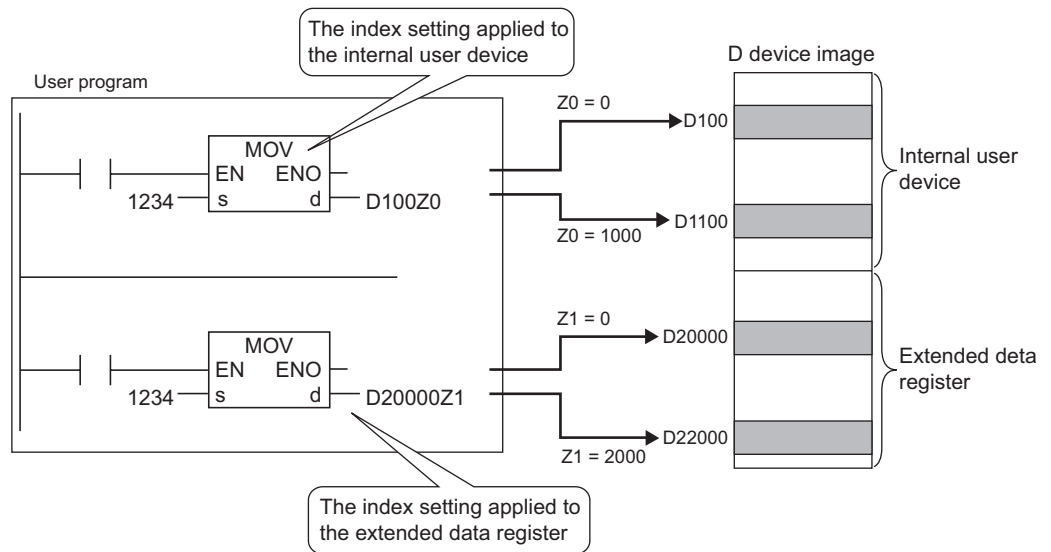 The index setting applied to
the internal user device
User program
D device image
MOV
EN ENO
1234 s d D100Z0
Z0 = 0
D100
Z0 = 1000
D1100
Internal user
device
MOV
EN ENO
1234 s d D20000Z1
Z1 = 0
D20000
Z1 = 2000
D22000
Extended deta
register
The index setting applied to
the extended data register